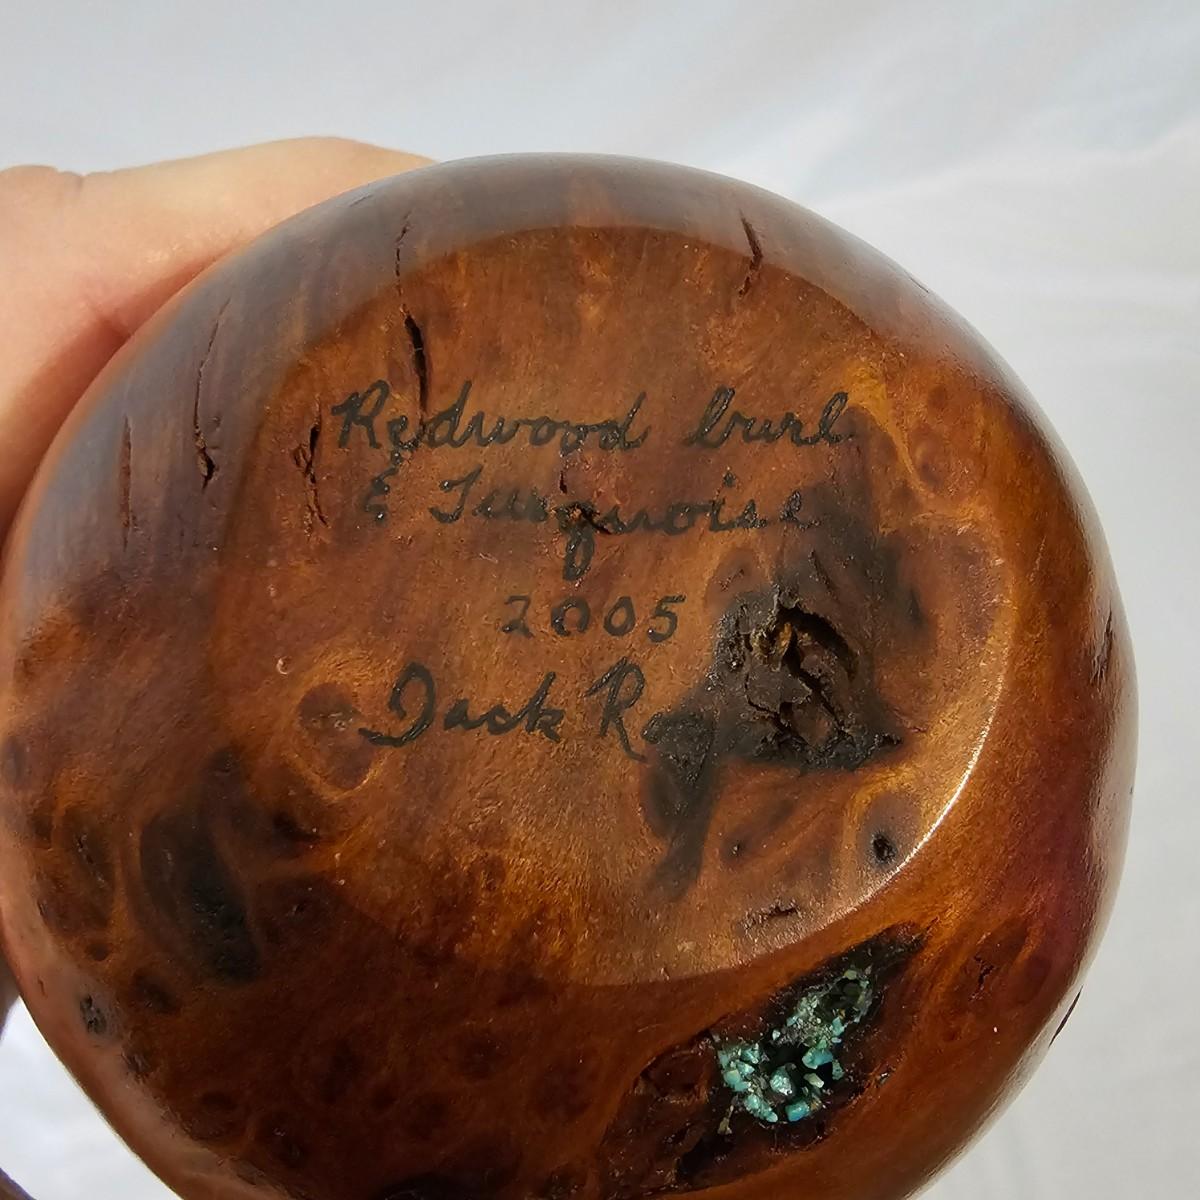 Redwood burl
& Turquoise
2005
Jack